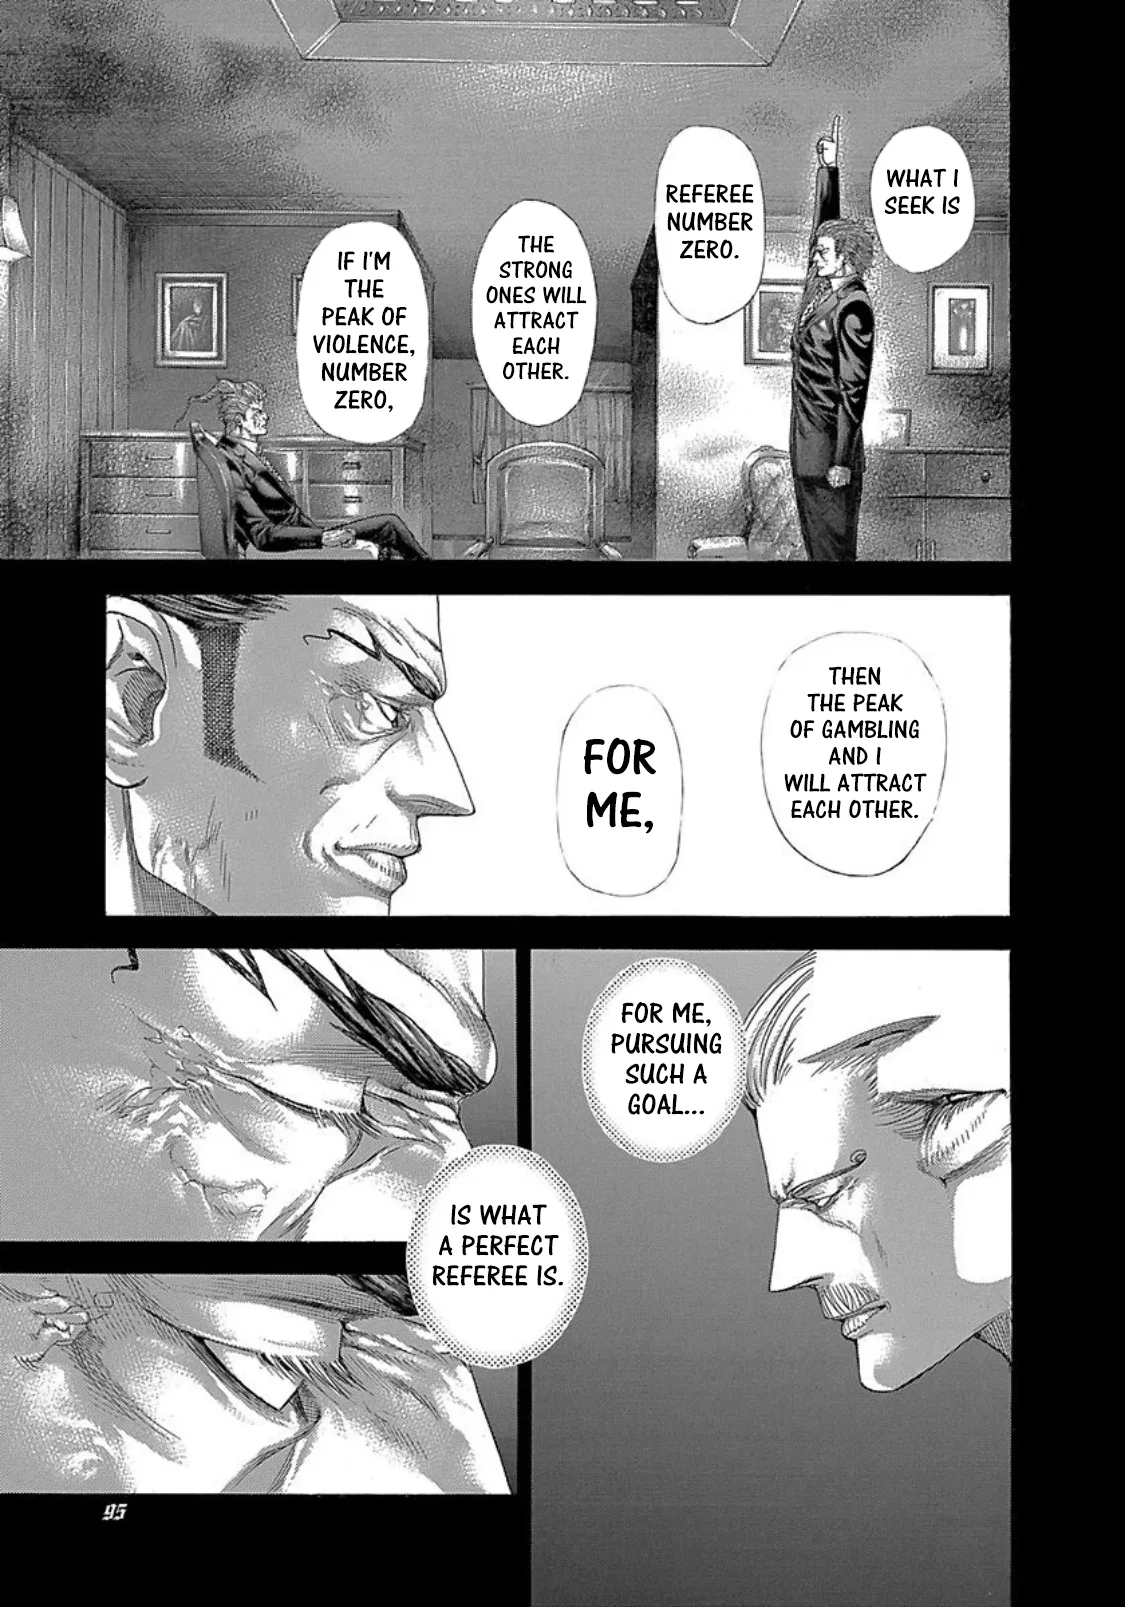 WHAT I
SEEK IS
REFEREE
NUMBER
ZERO.
THE
STRONG
ONES WILL
ATTRACT
EACH
OTHER.
IF I'M
THE
PEAK OF
VIOLENCE,
NUMBER
ZERO,
THEN
THE PEAK
OF GAMBLING
AND I
WILL ATTRACT
EACH OTHER.
FOR
ME,
FOR ME,
PURSUING
SUCH A
GOAL...
IS WHAT
A PERFECT
REFEREE IS.
95